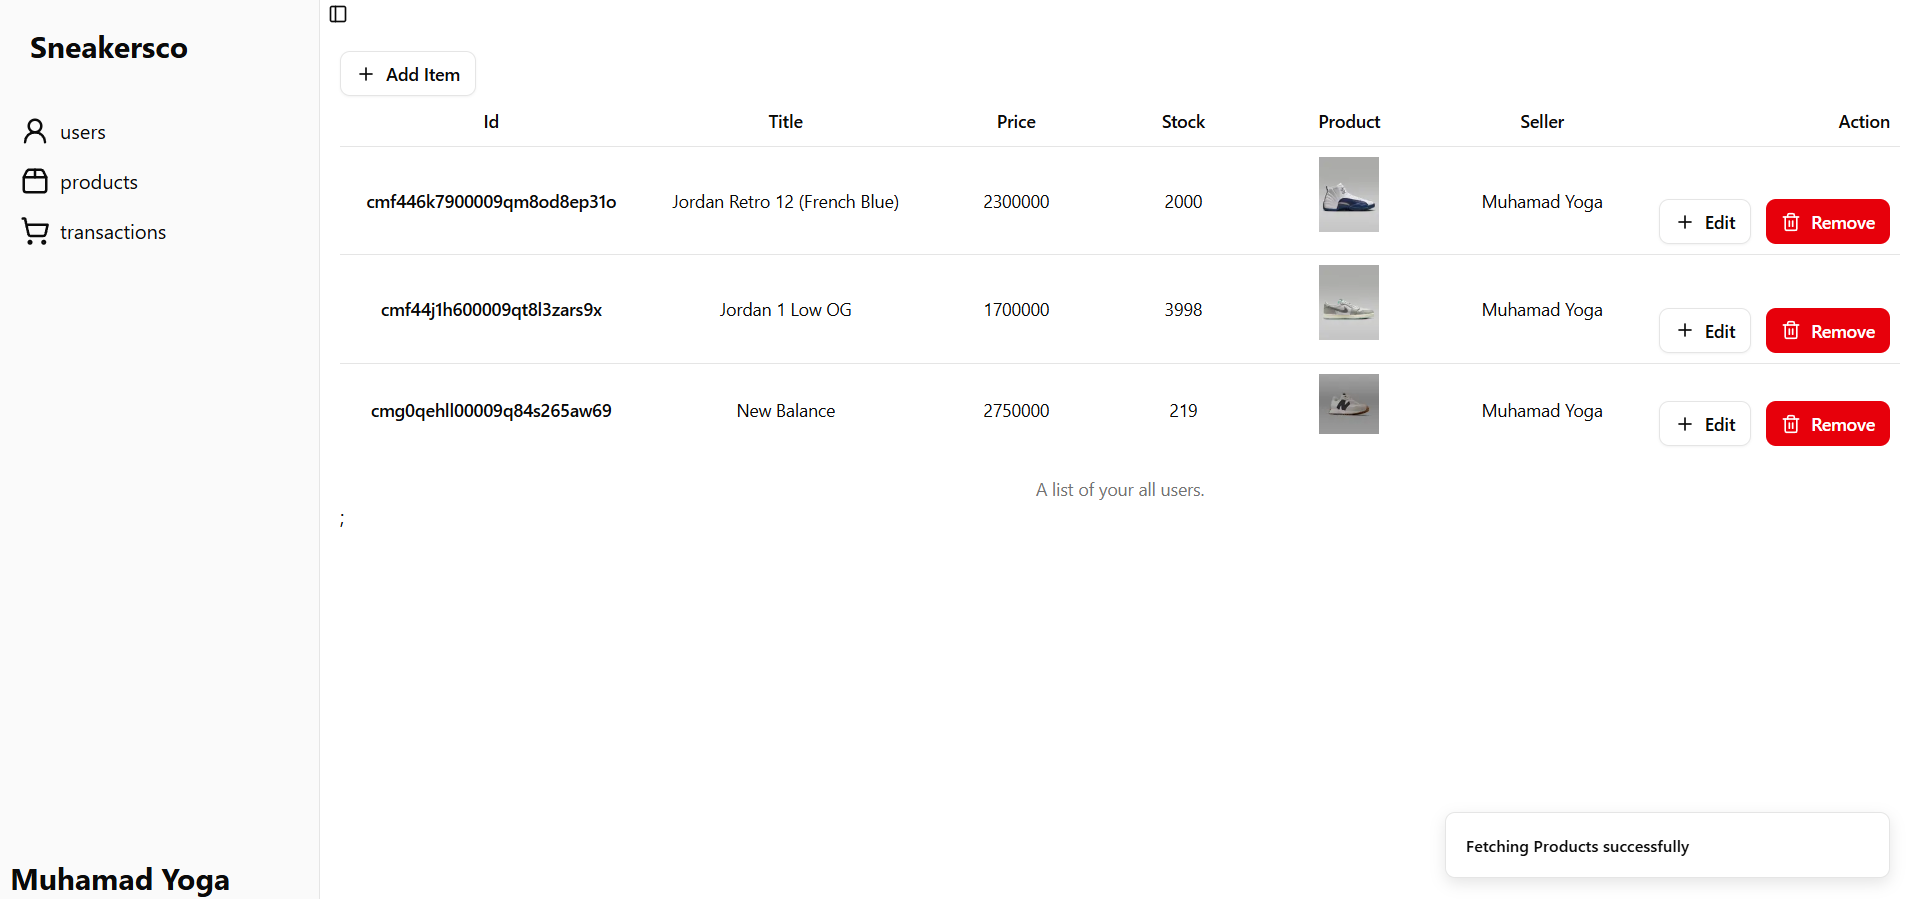 Sneakersco
users
products
transactions
Muhamad Yoga
Add Item
Id Title Price Stock Product Seller Action
cmf446k7900009qm8od8ep31o Jordan Retro 12 (French Blue) 2300000 2000 Muhamad Yoga Edit Remove
cmf44j1h600009qt8l3zars9x Jordan 1 Low OG 1700000 3998 Muhamad Yoga Edit Remove
cmg0qehll00009q84s265aw69 New Balance 2750000 219 Muhamad Yoga Edit Remove
A list of your all users.
;
Fetching Products successfully